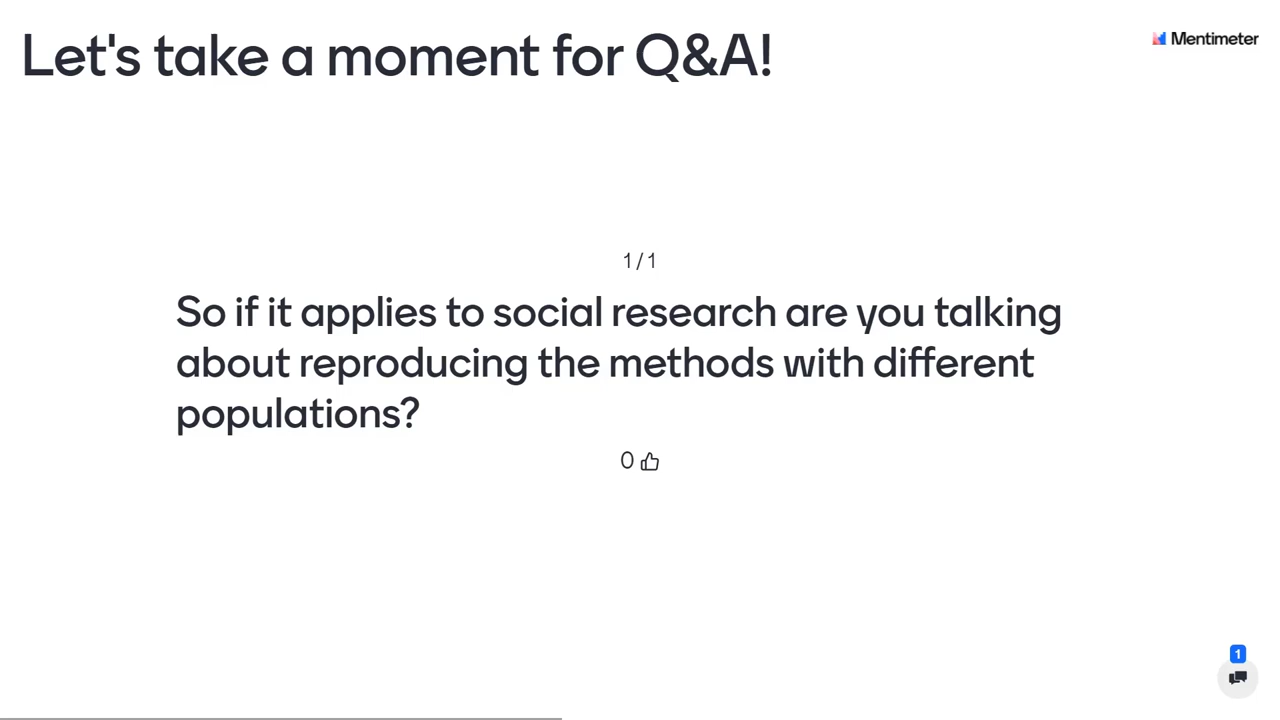 Let's take a moment for Q&A!
Mentimeter
1/1
So if it applies to social research are you talking
about reproducing the methods with different
populations?
0
1